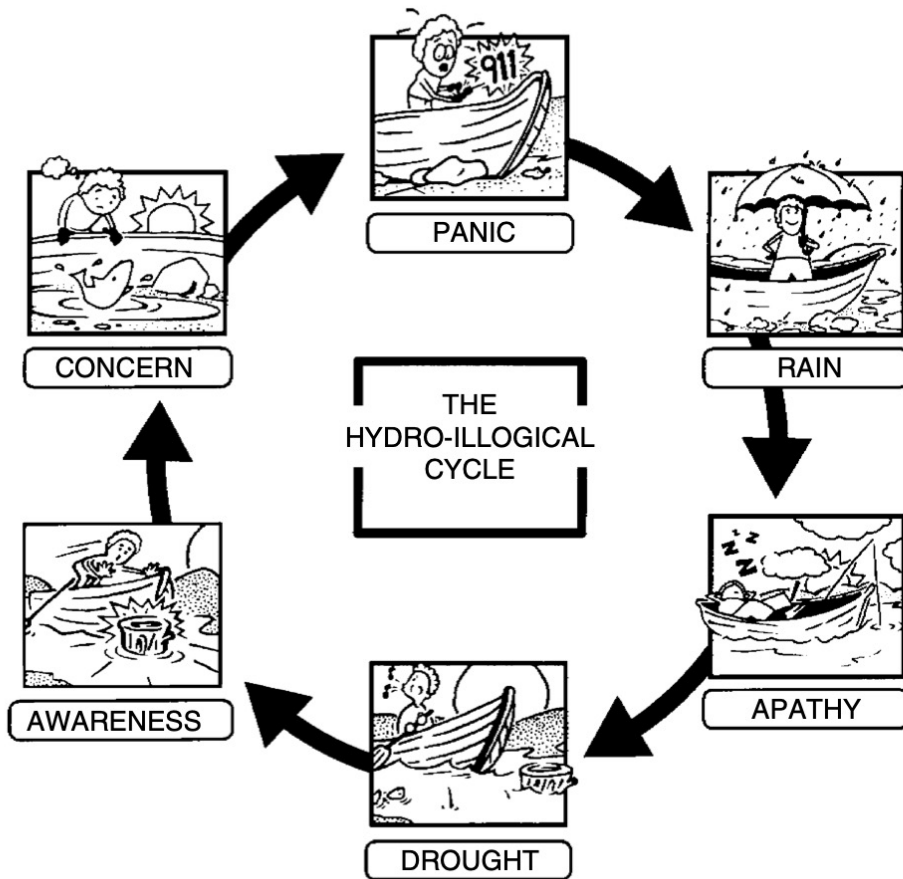 911
PANIC
RAIN
CONCERN
THE
HYDRO-ILLOGICAL
CYCLE
Z Z Z
APATHY
AWARENESS
DROUGHT